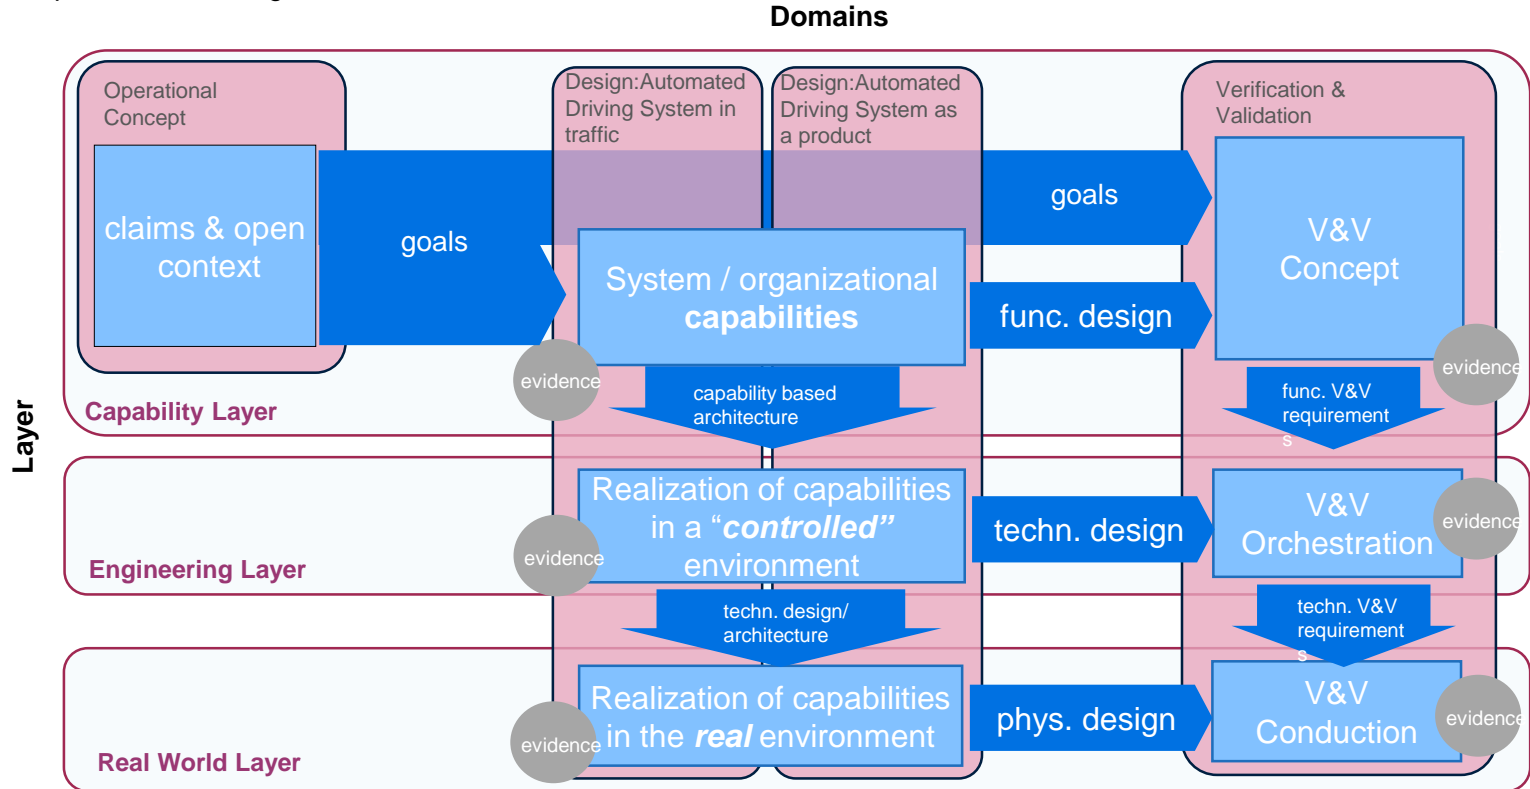 Domains
Layer
Operational
Concept
Design:Automated
Driving System in
traffic
Design:Automated
Driving System as
a product
Verification &
Validation
claims & open
context
goals
goals
System / organizational
capabilities
func. design
V&V
Concept
evidence
evidence
capability based
architecture
func. V&V
requirement
s
Capability Layer
Realization of capabilities
in a “controlled”
environment
techn. design
V&V
Orchestration
evidence
evidence
Engineering Layer
techn. design/
architecture
techn. V&V
requirement
s
Realization of capabilities
in the real environment
phys. design
V&V
Conduction
evidence
evidence
Real World Layer